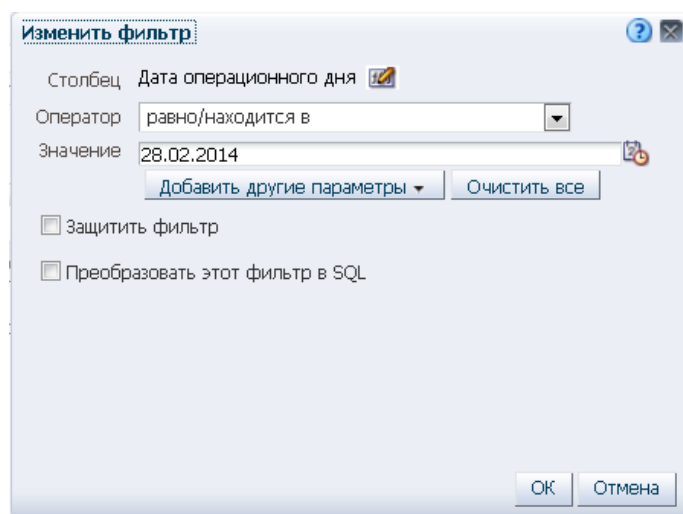 Изменить фильтр
Столбец Дата операционного дня
Оператор равно/находится в
Значение 28.02.2014
Добавить другие параметры Очистить все
Защитить фильтр
Преобразовать этот фильтр в SQL
ОК Отмена